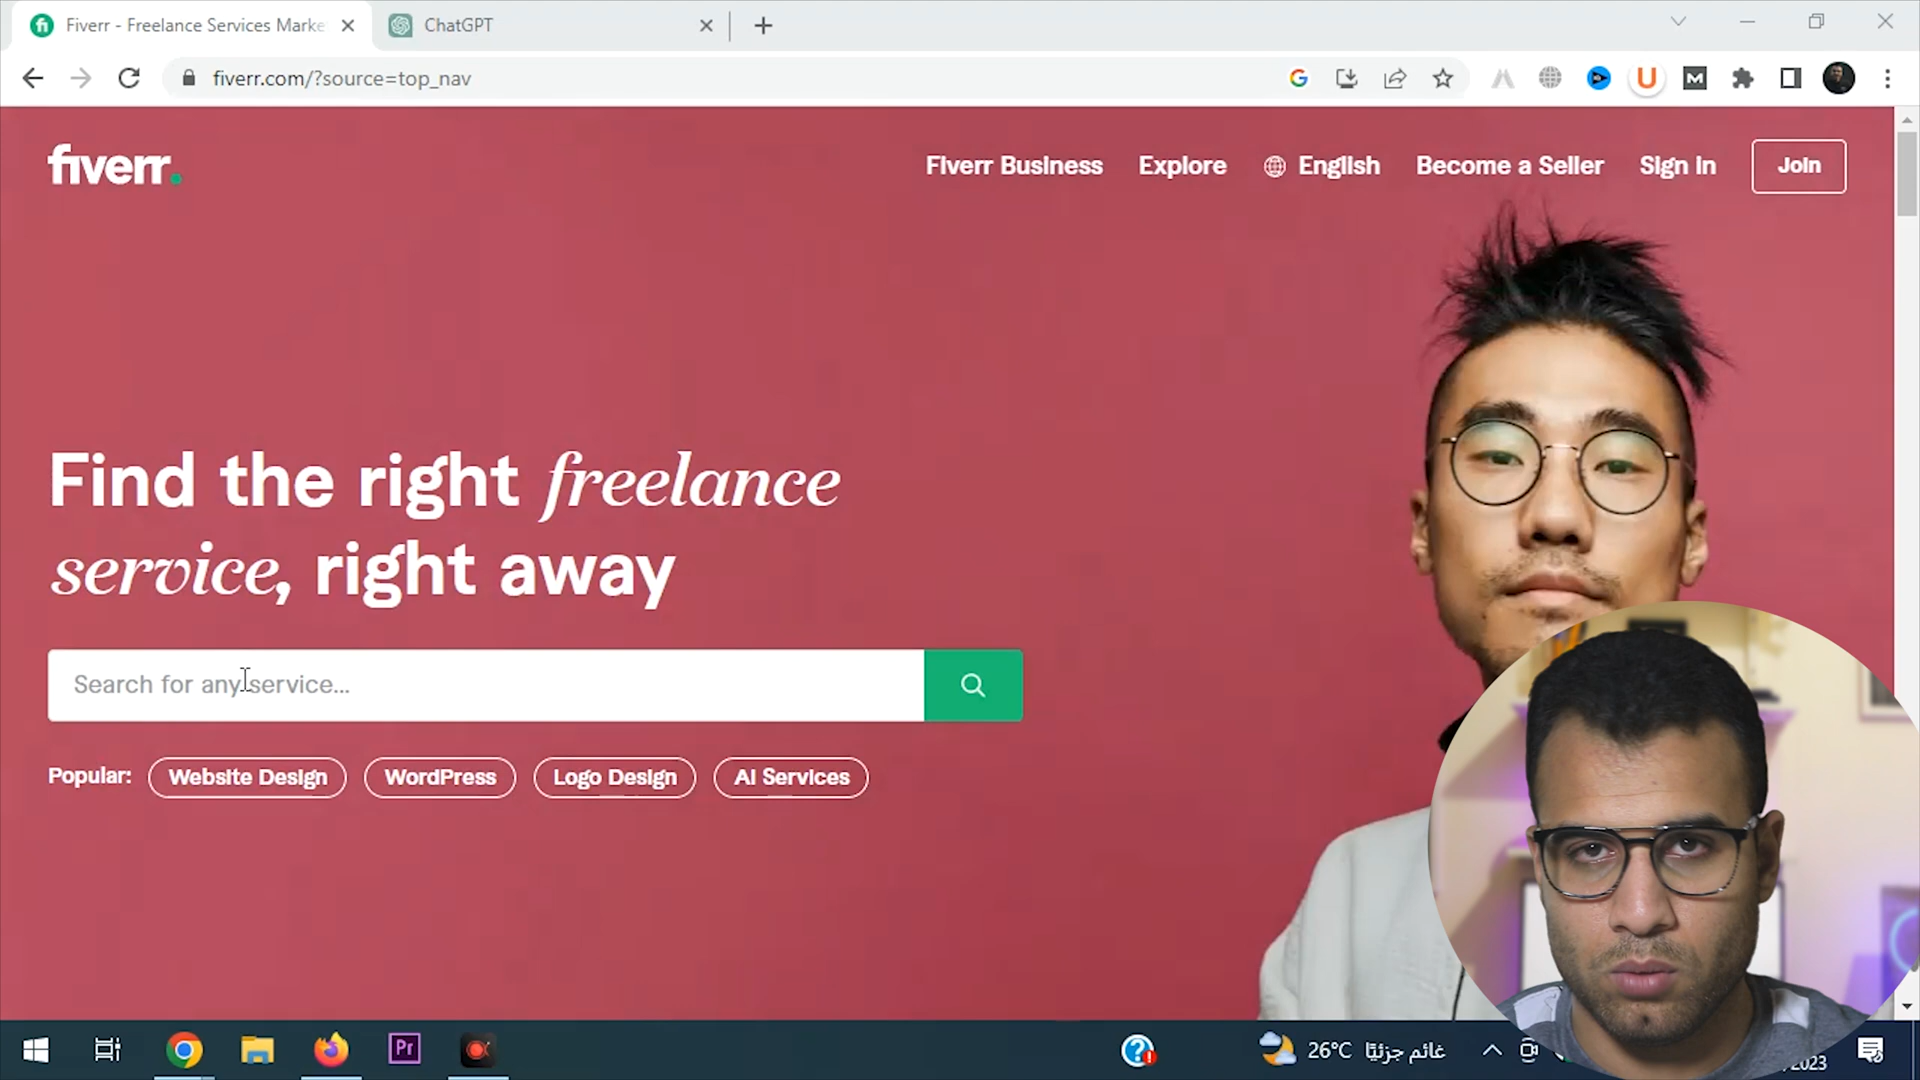 Fiverr - Freelance Services Marke
ChatGPT
fiverr.com/?source=top_nav
fiverr.
Fiverr Business
Explore
English
Become a Seller
Sign in
Join
Find the right freelance
service, right away
Search for any service...
Popular:
Website Design
WordPress
Logo Design
AI Services
Pr
26°C غائم جزئيًا